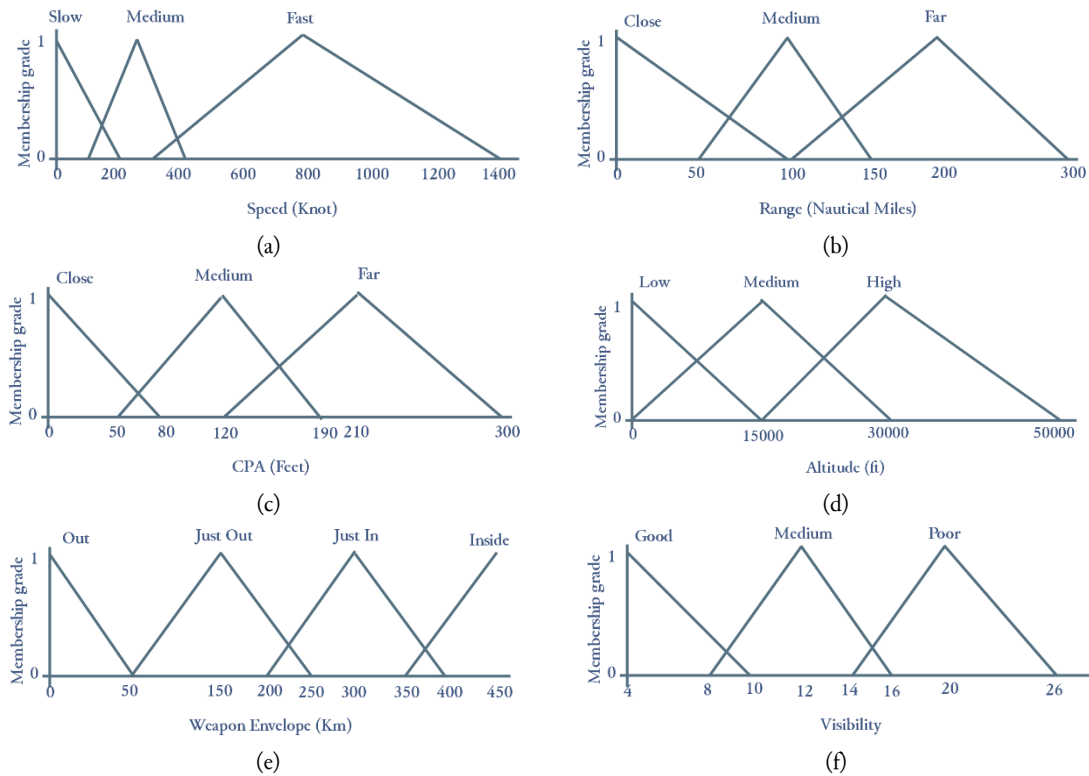 Slow Medium Fast
Membership grade
1
0
0 200 400 600 800 1000 1200 1400
Speed (Knot)
(a)
Close Medium Far
Membership grade
1
0
0 50 100 150 200 300
Range (Nautical Miles)
(b)
Close Medium Far
Membership grade
1
0
0 50 80 120 190 210 300
CPA (Feet)
(c)
Low Medium High
Membership grade
1
0
0 15000 30000 50000
Altitude (ft)
(d)
Out Just Out Just In Inside
Membership grade
1
0
0 50 150 200 250 300 350 400 450
Weapon Envelope (Km)
(e)
Good Medium Poor
Membership grade
1
0
4 8 10 12 14 16 20 26
Visibility
(f)